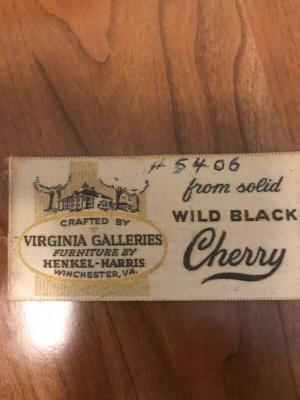 # 5406
from solid
WILD BLACK
Cherry
CRAFTED BY
VIRGINIA GALLERIES
FURNITURE BY
HENKEL-HARRIS
WINCHESTER, VA.